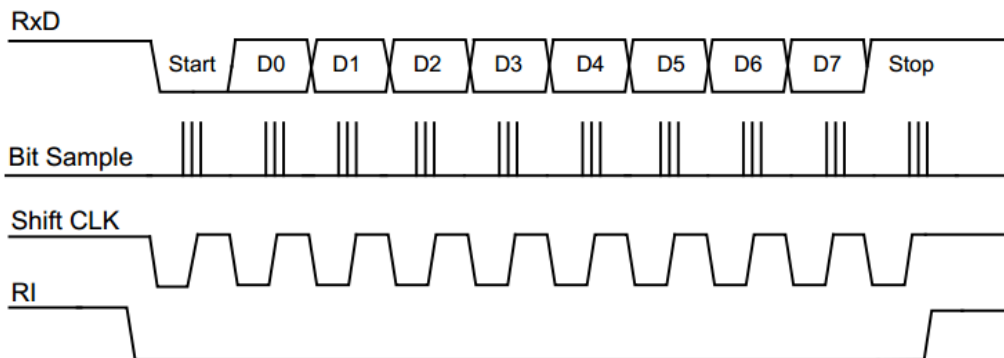 RxD
Start D0 D1 D2 D3 D4 D5 D6 D7 Stop
Bit Sample
Shift CLK
RI